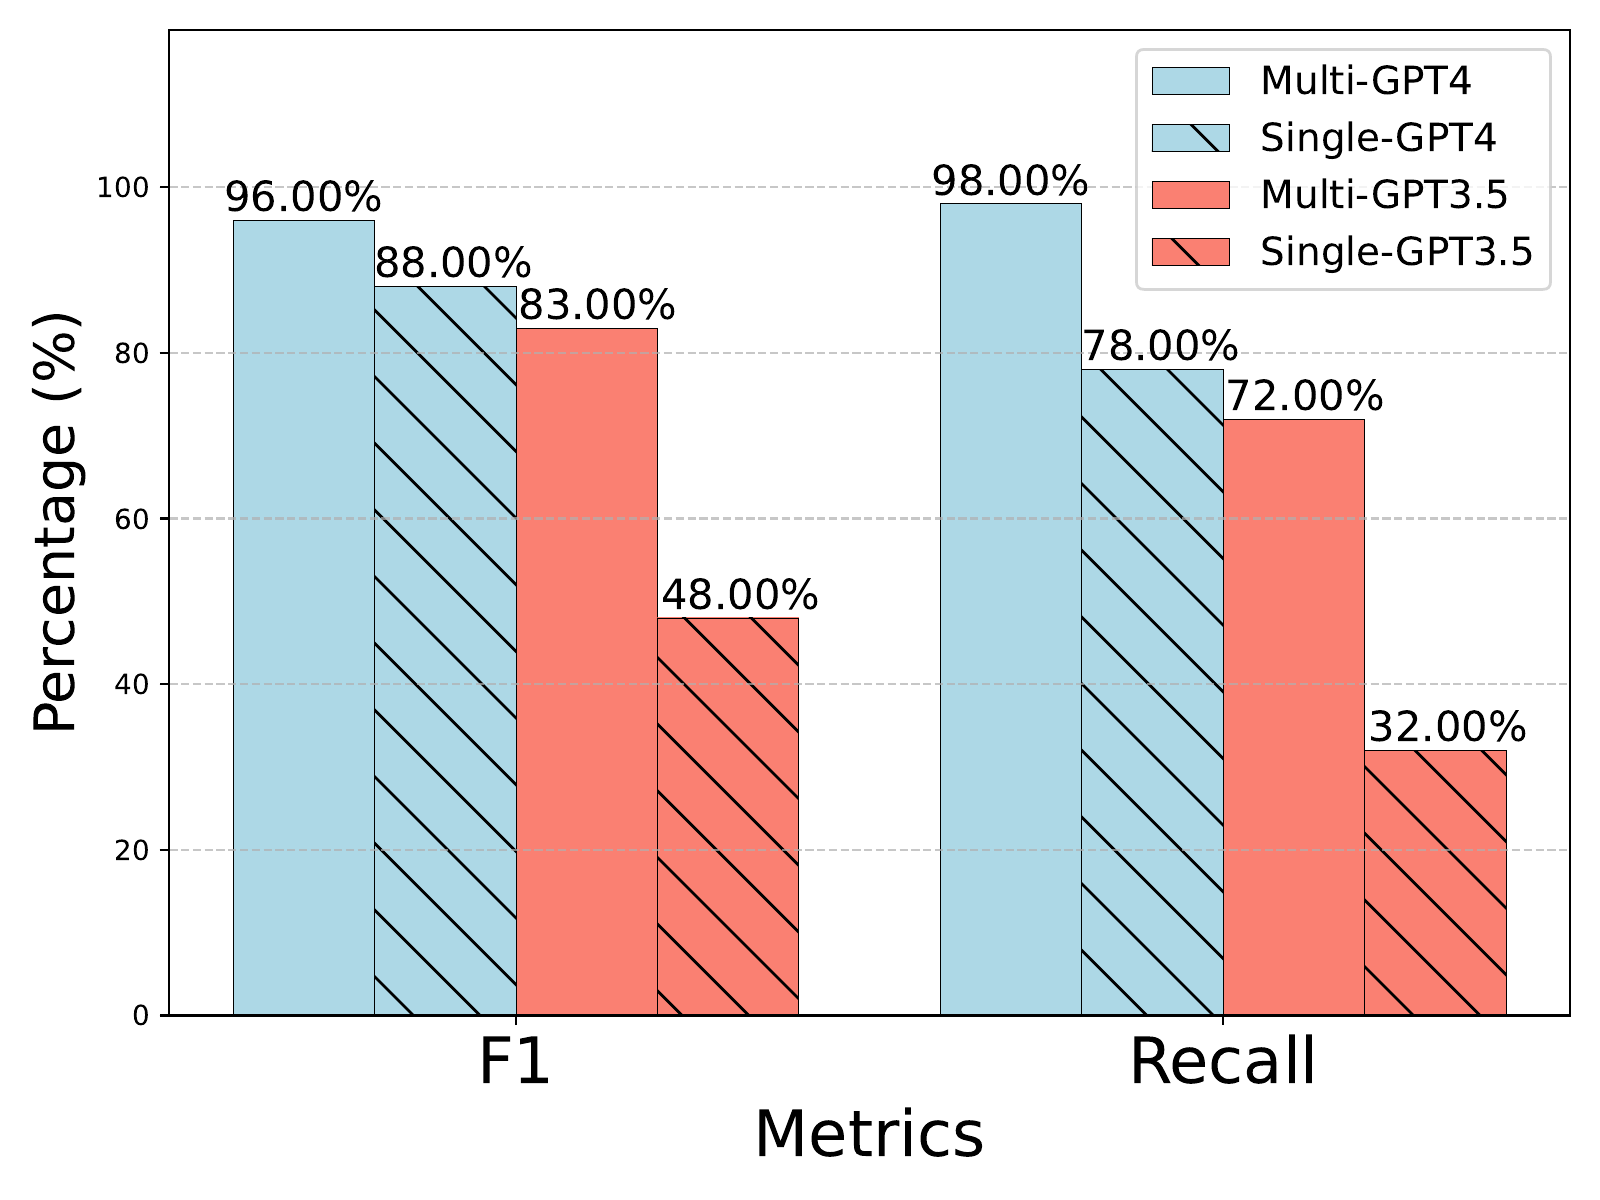 Multi-GPT4
Single-GPT4
Multi-GPT3.5
Single-GPT3.5
Percentage (%)
100
80
60
40
20
0
96.00%
88.00%
83.00%
48.00%
98.00%
78.00%
72.00%
32.00%
F1
Recall
Metrics